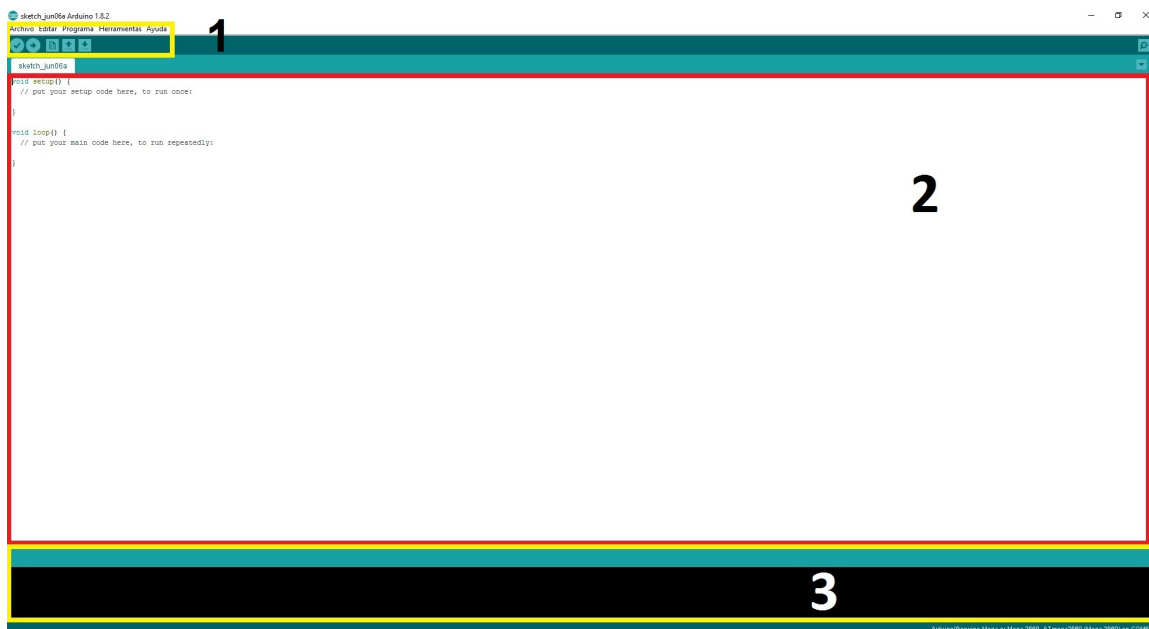 sketch_jun06a Arduino 1.8.2
Archivo Editar Programa Herramientas Ayuda
1
sketch_jun06a
void setup() {
// put your setup code here, to run once:
}
void loop() {
// put your main code here, to run repeatedly:
}
2
3